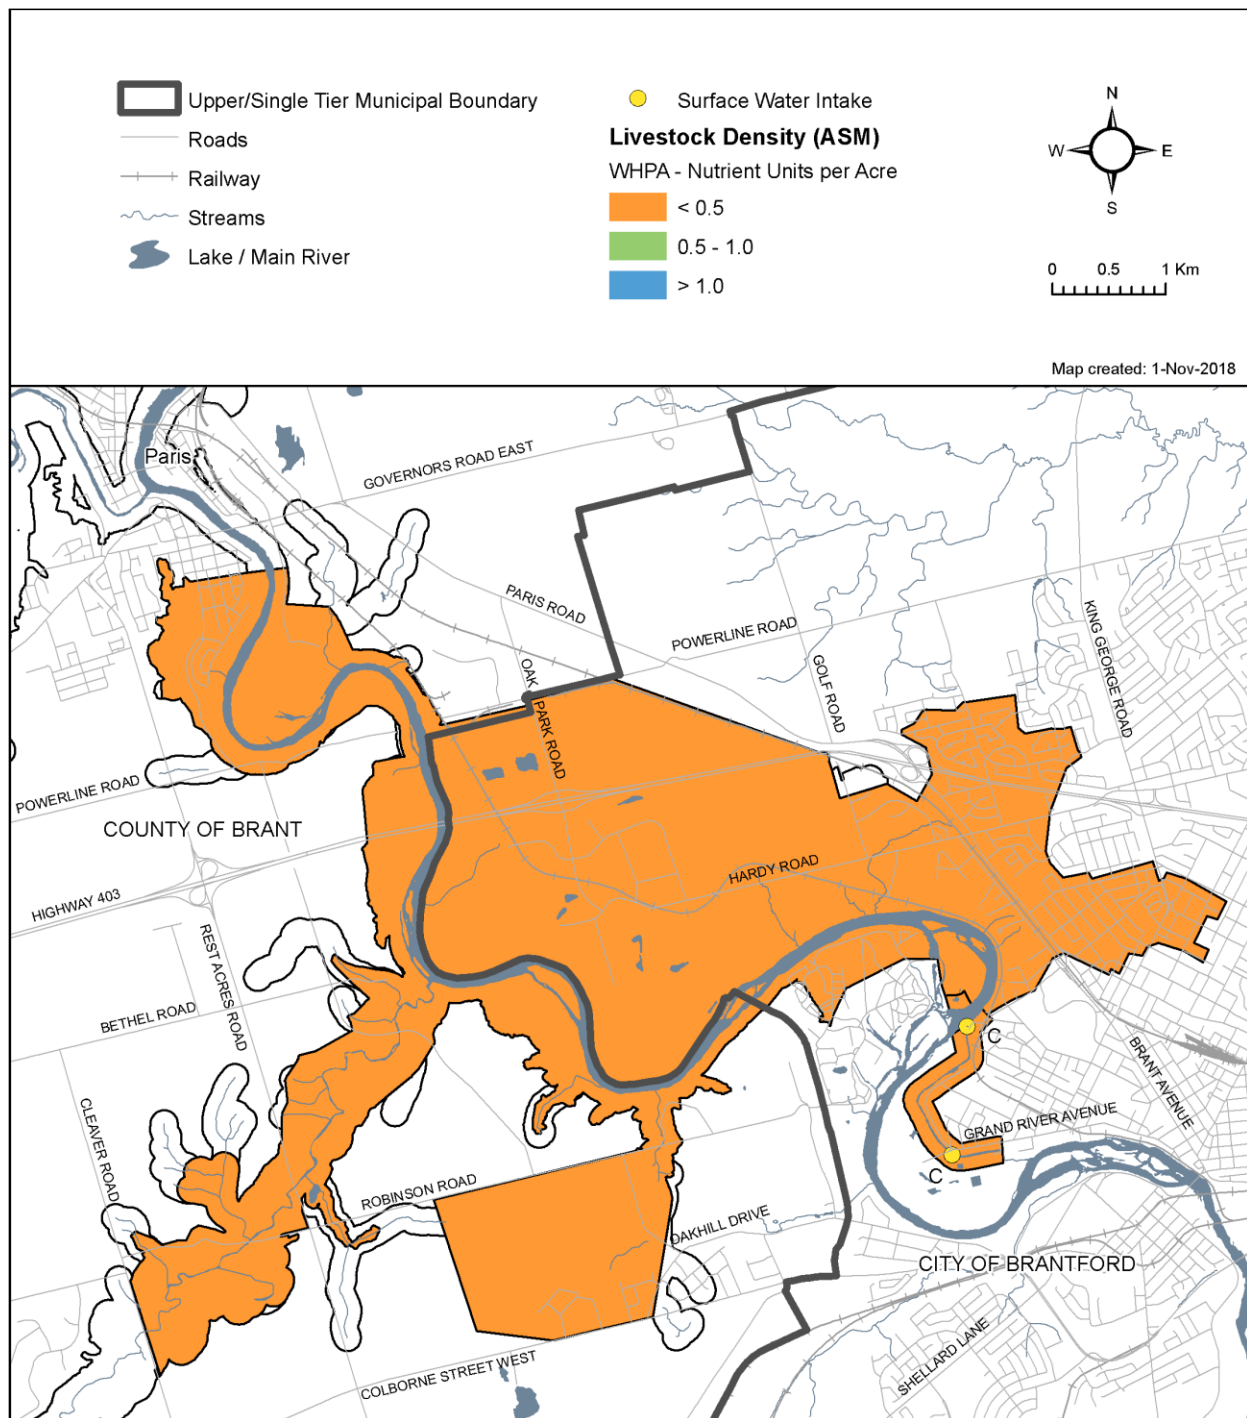 Upper/Single Tier Municipal Boundary
Roads
Railway
Streams
Lake / Main River
Surface Water Intake
Livestock Density (ASM)
WHPA - Nutrient Units per Acre
< 0.5
0.5 - 1.0
> 1.0
N
W E
S
0 0.5 1 Km
Map created: 1-Nov-2018
Paris
GOVERNORS ROAD EAST
PARIS ROAD
POWERLINE ROAD
KING GEORGE ROAD
GOLF ROAD
OAK PARK ROAD
POWERLINE ROAD
COUNTY OF BRANT
HIGHWAY 403
HARDY ROAD
REST ACRES ROAD
BETHEL ROAD
C
BRANT AVENUE
CLEAVER ROAD
GRAND RIVER AVENUE
C
ROBINSON ROAD
OAKHILL DRIVE
CITY OF BRANTFORD
SHELLARD LANE
COLBORNE STREET WEST